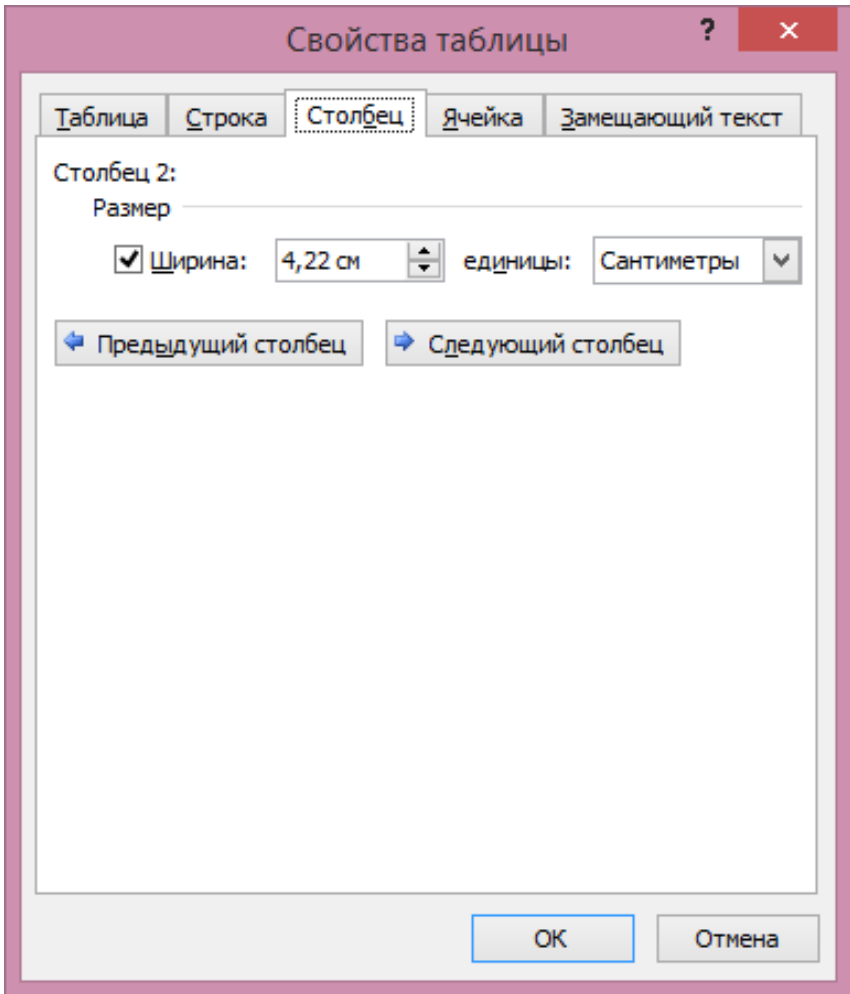 Свойства таблицы ? ×
Таблица Строка Столбец Ячейка Замещающий текст
Столбец 2:
Размер
Ширина: 4,22 см единицы: Сантиметры
Предыдущий столбец Следующий столбец
ОК Отмена